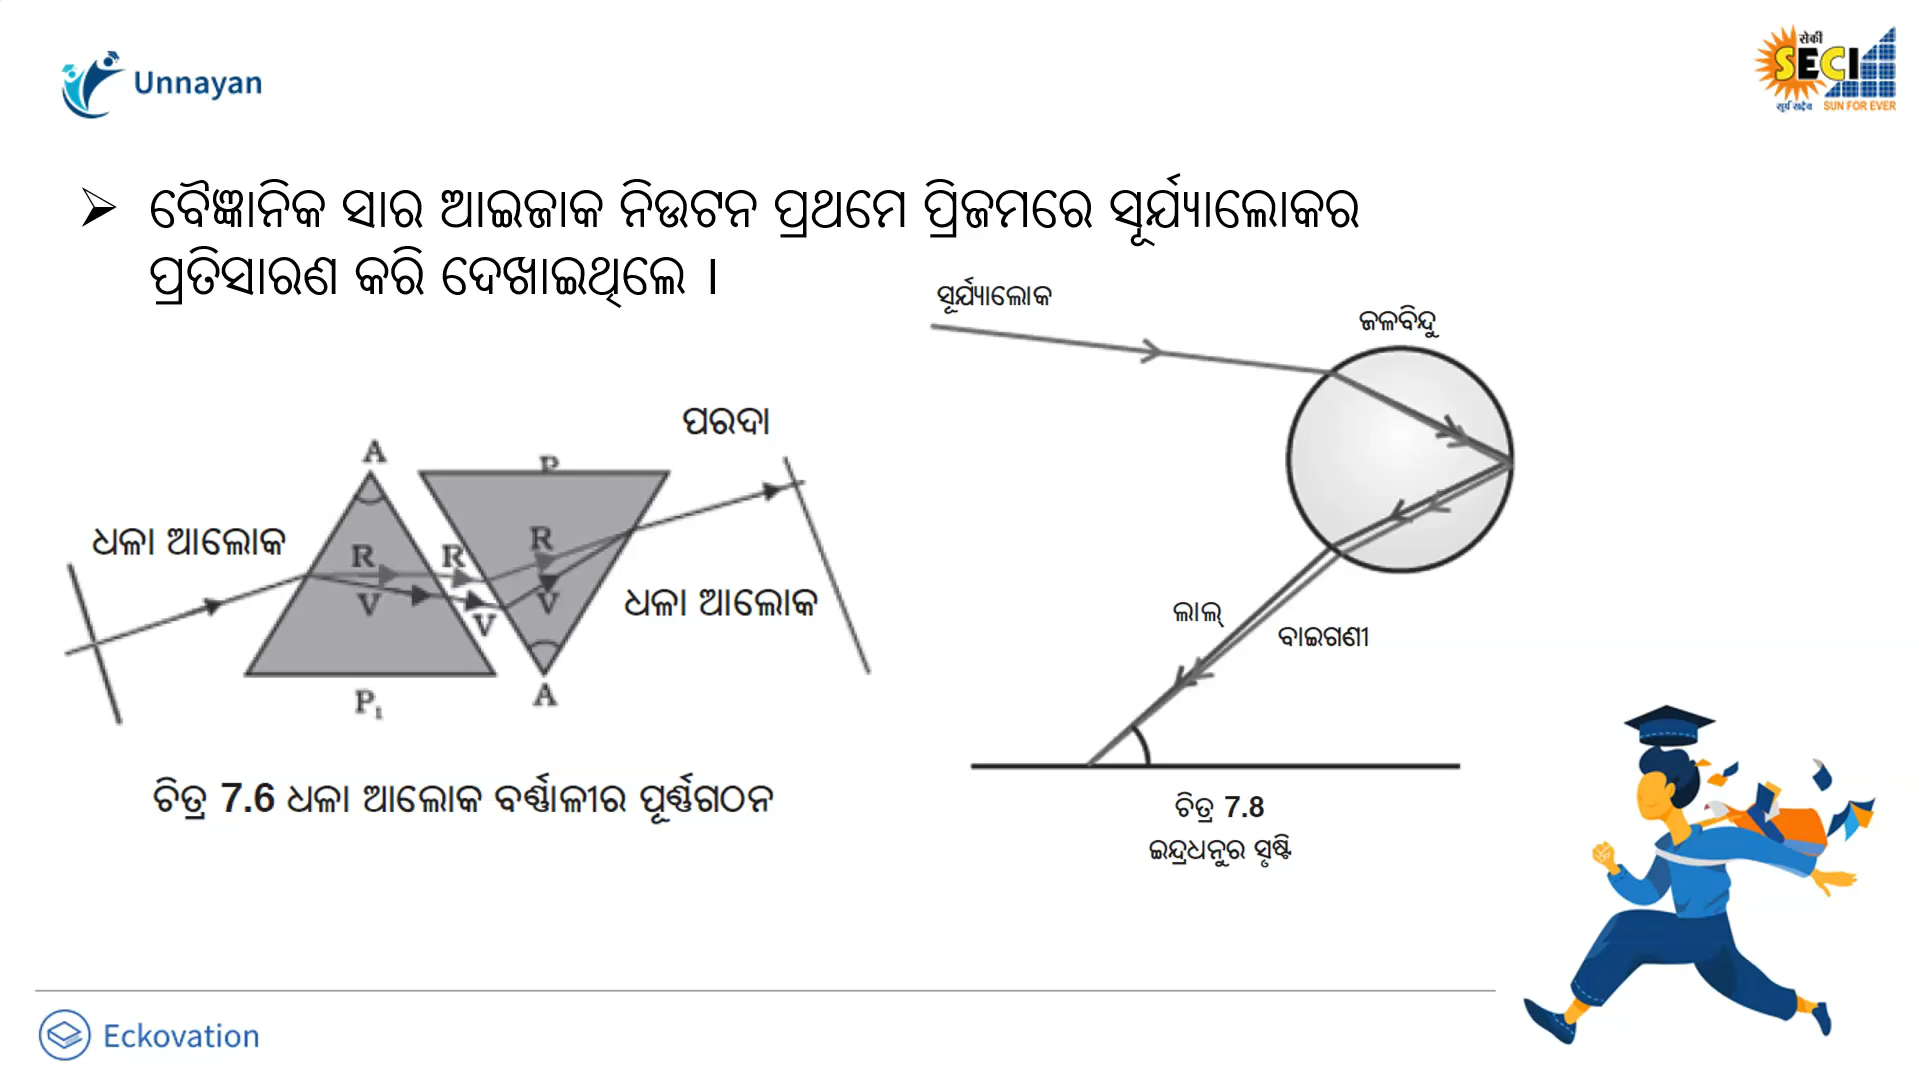 Unnayan
सेकी
SECI
सूर्य सदैव SUN FOR EVER
➢ ବୈଜ୍ଞାନିକ ସାର ଆଇଜାକ ନିଉଟନ ପ୍ରଥମେ ପ୍ରିଜମରେ ସୂର୍ଯ୍ୟାଲୋକର
ପ୍ରତିସାରଣ କରି ଦେଖାଇଥିଲେ ।
ପରଦା
A
P
ଧଳା ଆଲୋକ
R
R
R
V
V
V
ଧଳା ଆଲୋକ
P₁
A
ଚିତ୍ର 7.6 ଧଳା ଆଲୋକ ବର୍ଣ୍ଣାଳୀର ପୂର୍ଣ୍ଣଗଠନ
ସୂର୍ଯ୍ୟାଲୋକ
ଜଳବିନ୍ଦୁ
ଲାଲ୍
ବାଇଗଣୀ
ଚିତ୍ର 7.8
ଇନ୍ଦ୍ରଧନୁର ସୃଷ୍ଟି
Eckovation